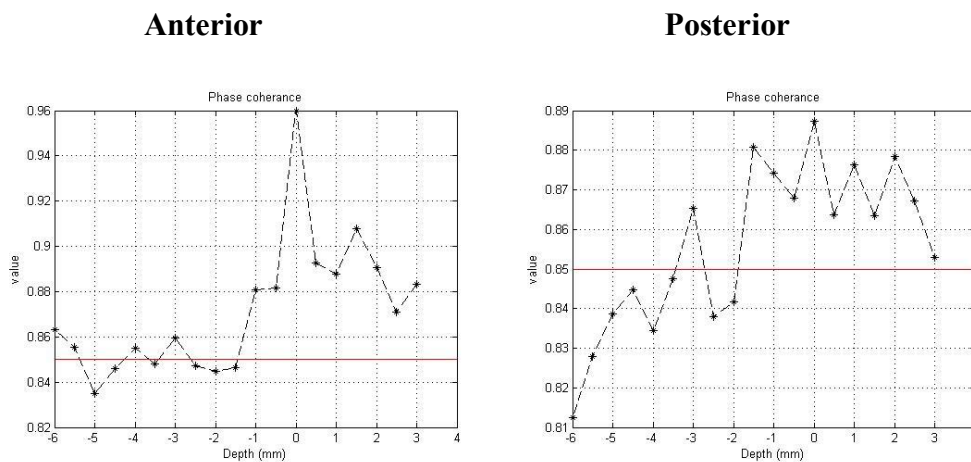 Anterior
Posterior
Phase coherance
0.96
0.94
0.92
0.9
0.88
0.86
0.84
0.82
value
-6 -5 -4 -3 -2 -1 0 1 2 3 4
Depth (mm)
Phase coherance
0.89
0.88
0.87
0.86
0.85
0.84
0.83
0.82
0.81
value
-6 -5 -4 -3 -2 -1 0 1 2 3
Depth (mm)